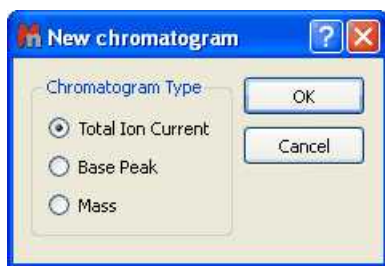 New chromatogram
Chromatogram Type
Total Ion Current
Base Peak
Mass
OK
Cancel